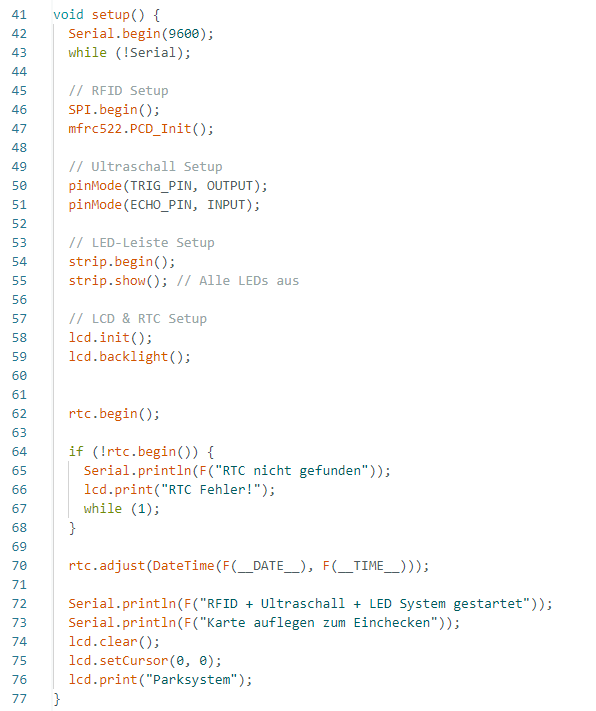 41 void setup() {
42 Serial.begin(9600);
43 while (!Serial);
44
45 // RFID Setup
46 SPI.begin();
47 mfrc522.PCD_Init();
48
49 // Ultraschall Setup
50 pinMode(TRIG_PIN, OUTPUT);
51 pinMode(ECHO_PIN, INPUT);
52
53 // LED-Leiste Setup
54 strip.begin();
55 strip.show(); // Alle LEDs aus
56
57 // LCD & RTC Setup
58 lcd.init();
59 lcd.backlight();
60
61
62 rtc.begin();
63
64 if (!rtc.begin()) {
65 Serial.println(F("RTC nicht gefunden"));
66 lcd.print("RTC Fehler!");
67 while (1);
68 }
69
70 rtc.adjust(DateTime(F(__DATE__), F(__TIME__)));
71
72 Serial.println(F("RFID + Ultraschall + LED System gestartet"));
73 Serial.println(F("Karte auflegen zum Einchecken"));
74 lcd.clear();
75 lcd.setCursor(0, 0);
76 lcd.print("Parksystem");
77 }